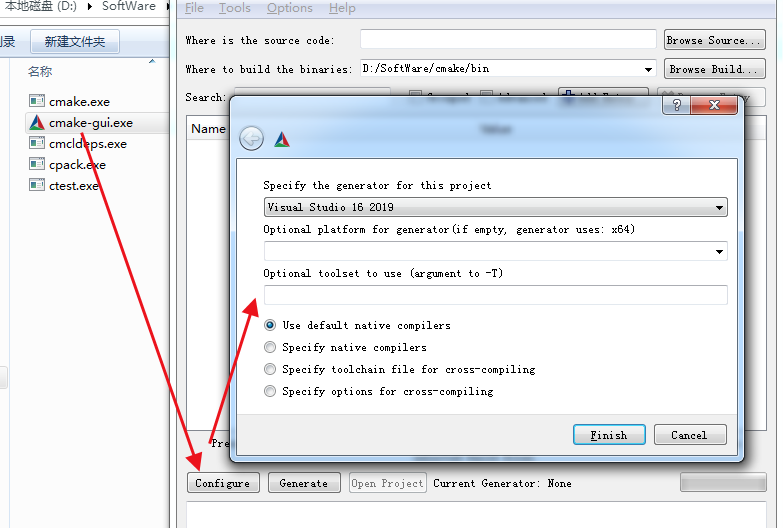 本地磁盘 (D:) ▶ SoftWare ▶
录
新建文件夹
名称
cmake.exe
cmake-gui.exe
cmcldeps.exe
cpack.exe
ctest.exe
File Tools Options Help
Where is the source code:
Browse Source...
Where to build the binaries: D:/SoftWare/cmake/bin
Browse Build...
Search:
Name
Value
?
Specify the generator for this project
Visual Studio 16 2019
Optional platform for generator(if empty, generator uses: x64)
Optional toolset to use (argument to -T)
Use default native compilers
Specify native compilers
Specify toolchain file for cross-compiling
Specify options for cross-compiling
Finish Cancel
Pre
Configure Generate Open Project Current Generator: None